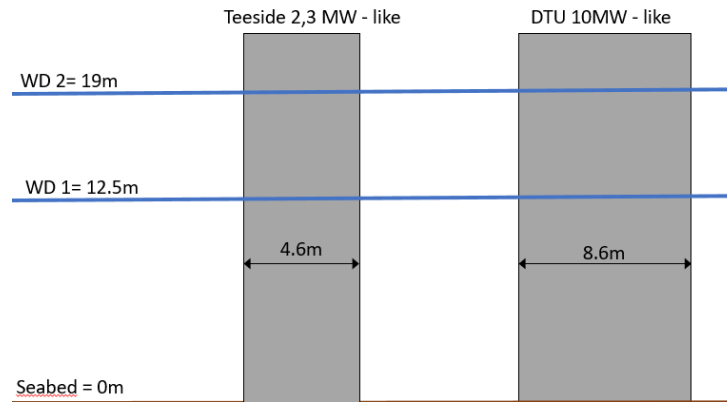 Teeside 2,3 MW - like
DTU 10MW - like
WD 2= 19m
WD 1= 12.5m
4.6m
8.6m
Seabed = 0m